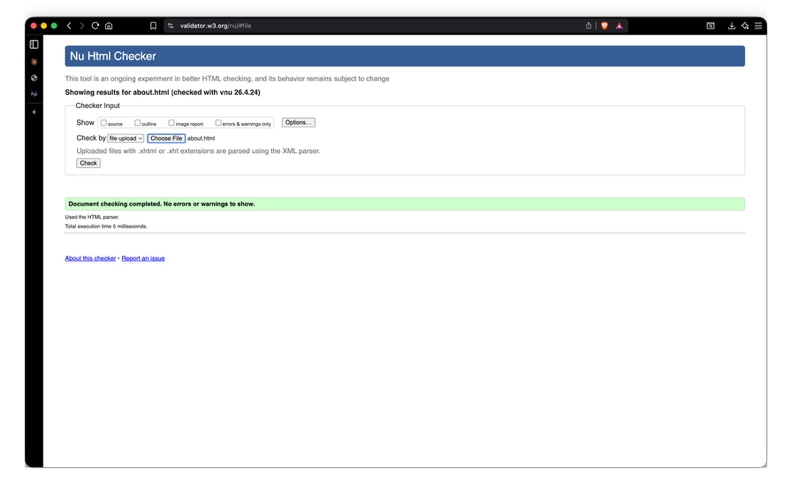 validator.w3.org/nu/#file
Nu Html Checker
This tool is an ongoing experiment in better HTML checking, and its behavior remains subject to change
Showing results for about.html (checked with vnu 26.4.24)
Checker Input
Show source outline image report errors & warnings only Options...
Check by file upload Choose File about.html
Uploaded files with .xhtml or .xht extensions are parsed using the XML parser.
Check
Document checking completed. No errors or warnings to show.
Used the HTML parser.
Total execution time 5 milliseconds.
About this checker • Report an issue